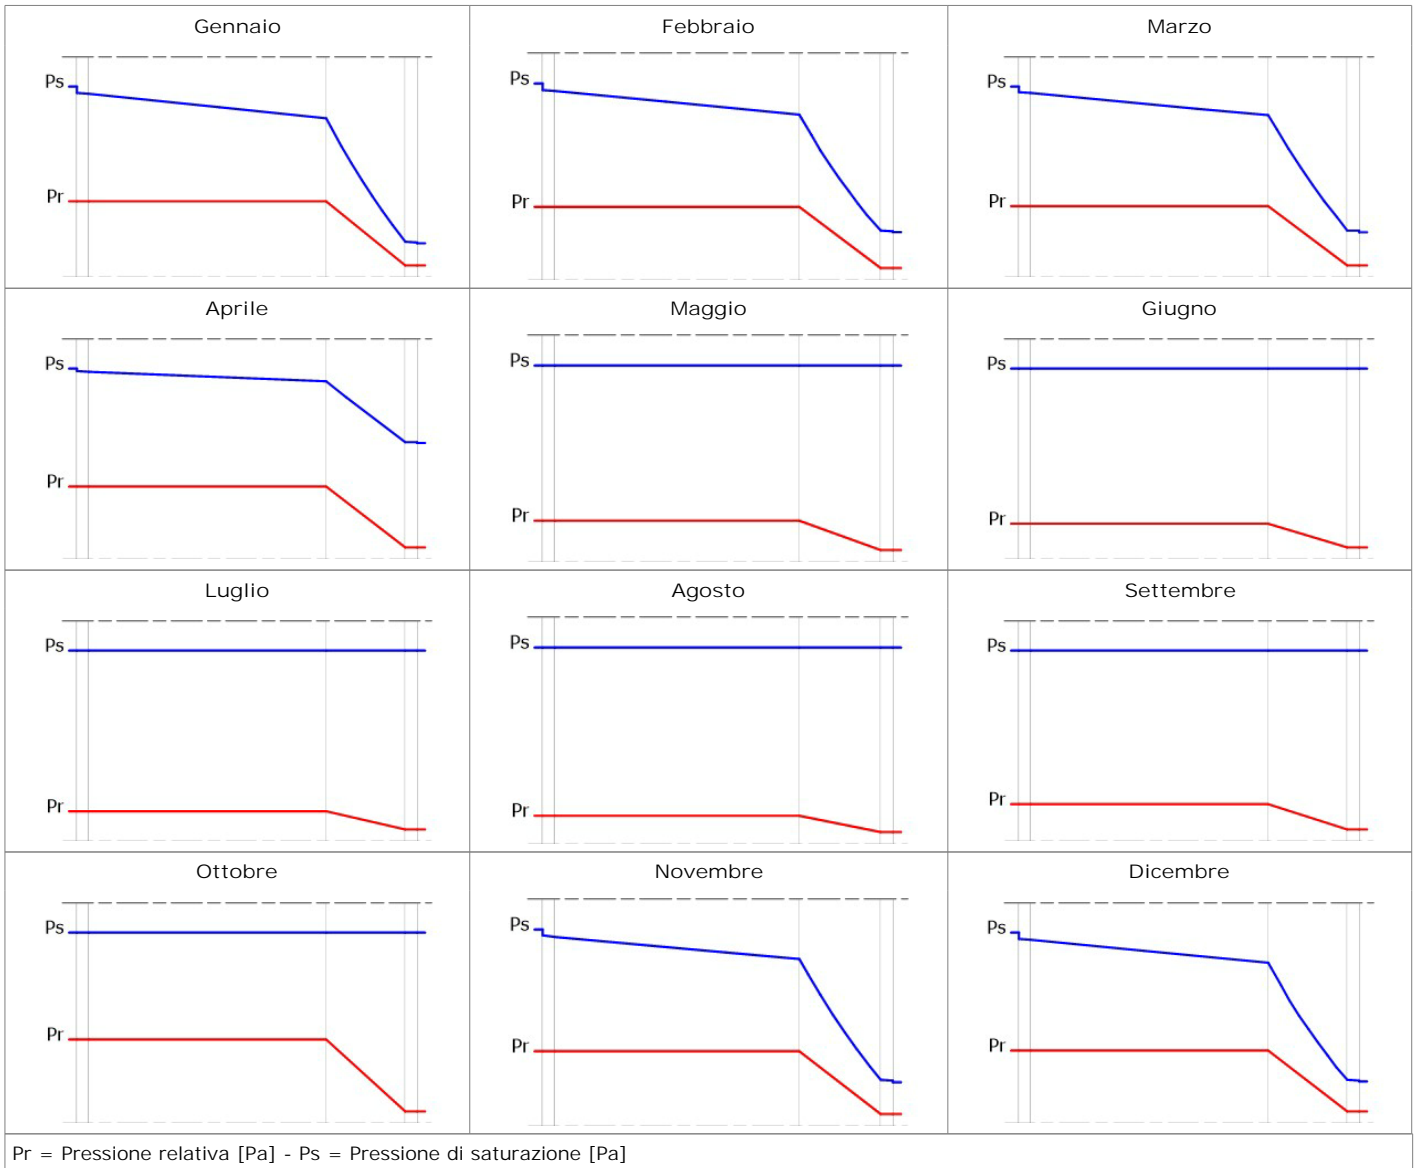 Gennaio
Febbraio
Marzo
Ps
Pr
Ps
Pr
Ps
Pr
Aprile
Maggio
Giugno
Ps
Pr
Ps
Pr
Ps
Pr
Luglio
Agosto
Settembre
Ps
Pr
Ps
Pr
Ps
Pr
Ottobre
Novembre
Dicembre
Ps
Pr
Ps
Pr
Ps
Pr
Pr = Pressione relativa [Pa] - Ps = Pressione di saturazione [Pa]